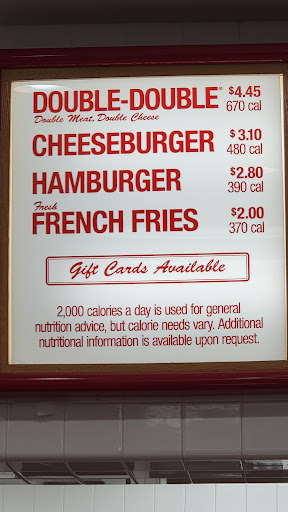 DOUBLE-DOUBLE® $4.45
Double Meat, Double Cheese 670 cal
CHEESEBURGER $3.10
480 cal
HAMBURGER $2.80
390 cal
Fresh
FRENCH FRIES $2.00
370 cal
Gift Cards Available
2,000 calories a day is used for general
nutrition advice, but calorie needs vary. Additional
nutritional information is available upon request.